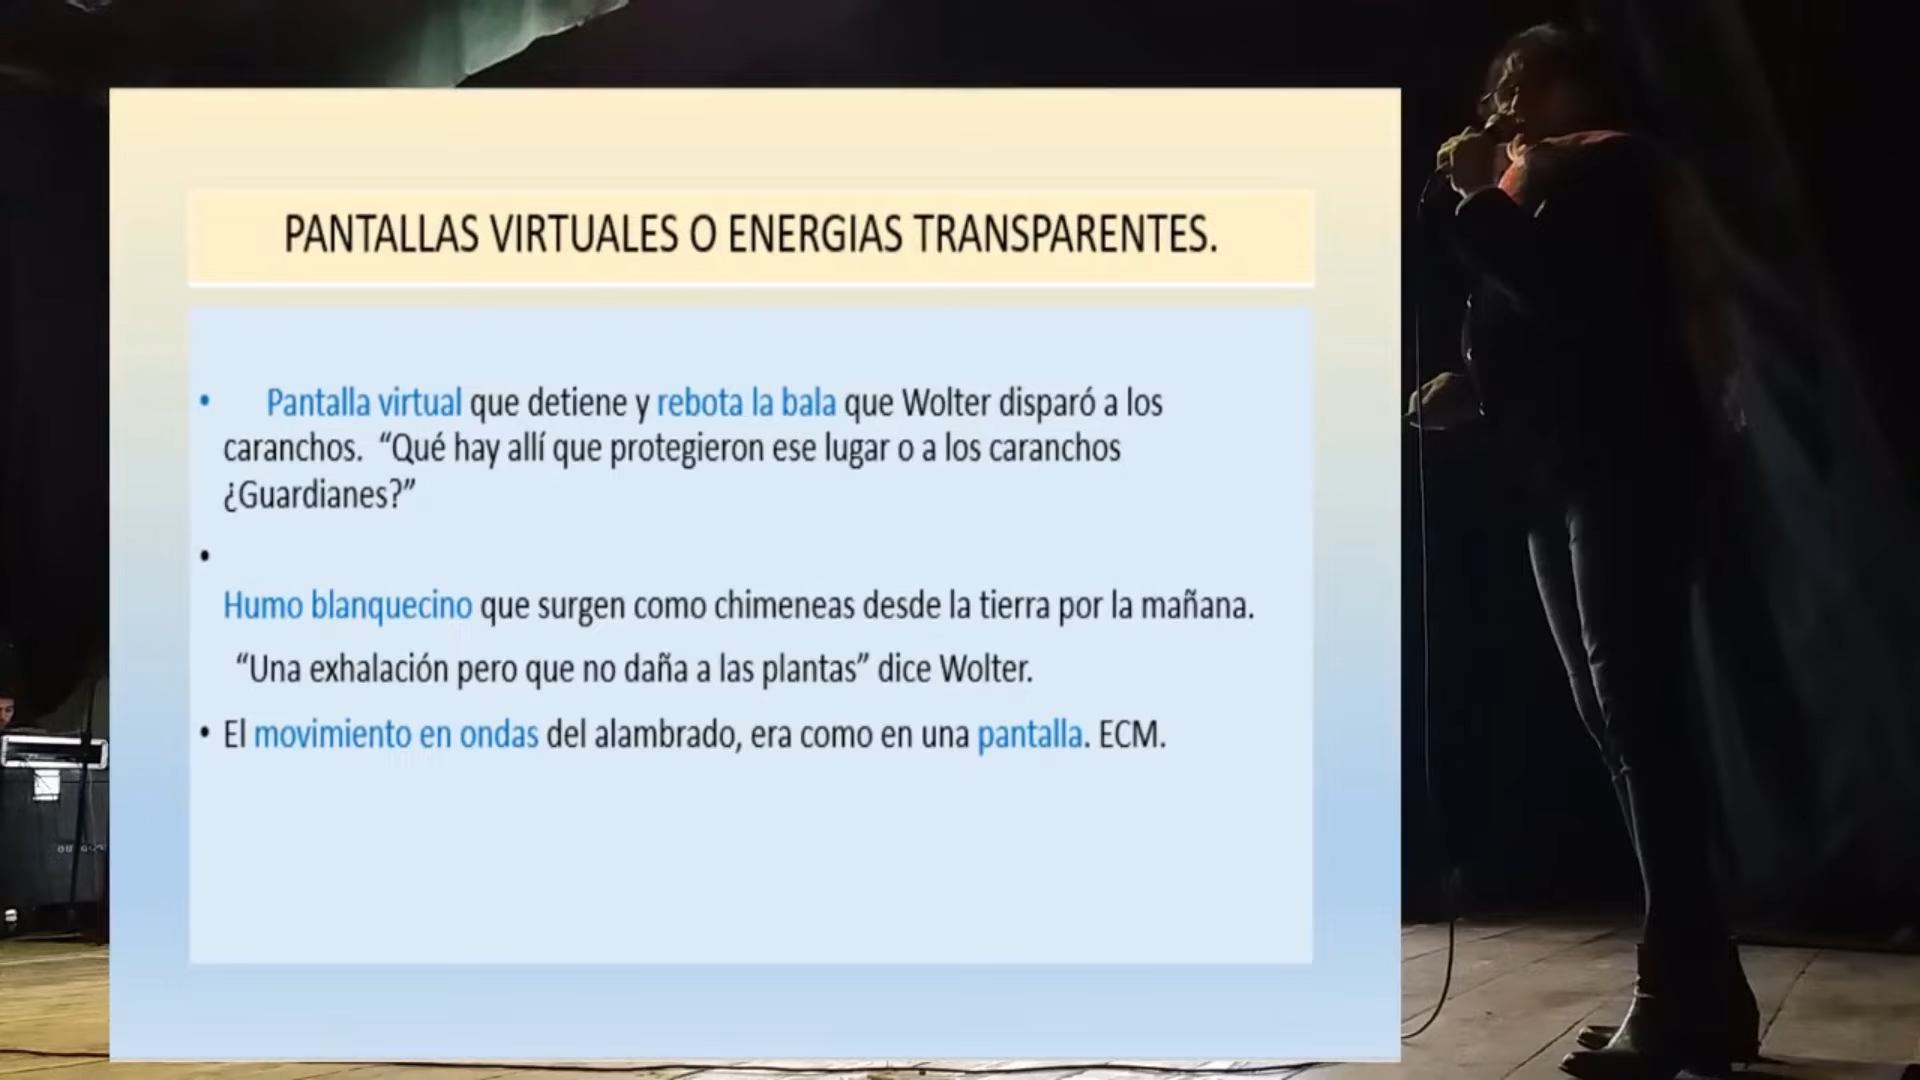 PANTALLAS VIRTUALES O ENERGIAS TRANSPARENTES.
• Pantalla virtual que detiene y rebota la bala que Wolter disparó a los
caranchos. “Qué hay allí que protegieron ese lugar o a los caranchos
¿Guardianes?”
•
Humo blanquecino que surgen como chimeneas desde la tierra por la mañana.
“Una exhalación pero que no daña a las plantas” dice Wolter.
• El movimiento en ondas del alambrado, era como en una pantalla. ECM.